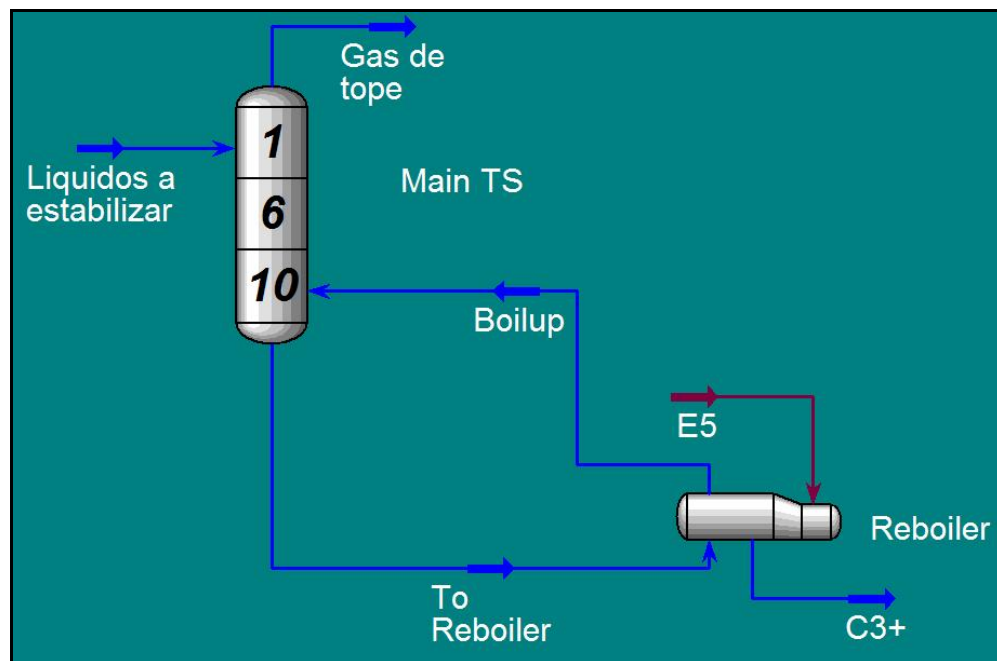 Gas de
tope
1
Liquidos a
estabilizar
Main TS
6
10
Boilup
E5
Reboiler
To
Reboiler
C3+